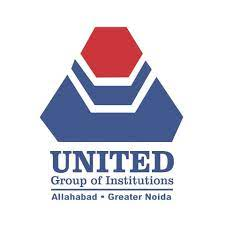 UNITED
Group of Institutions
Allahabad • Greater Noida